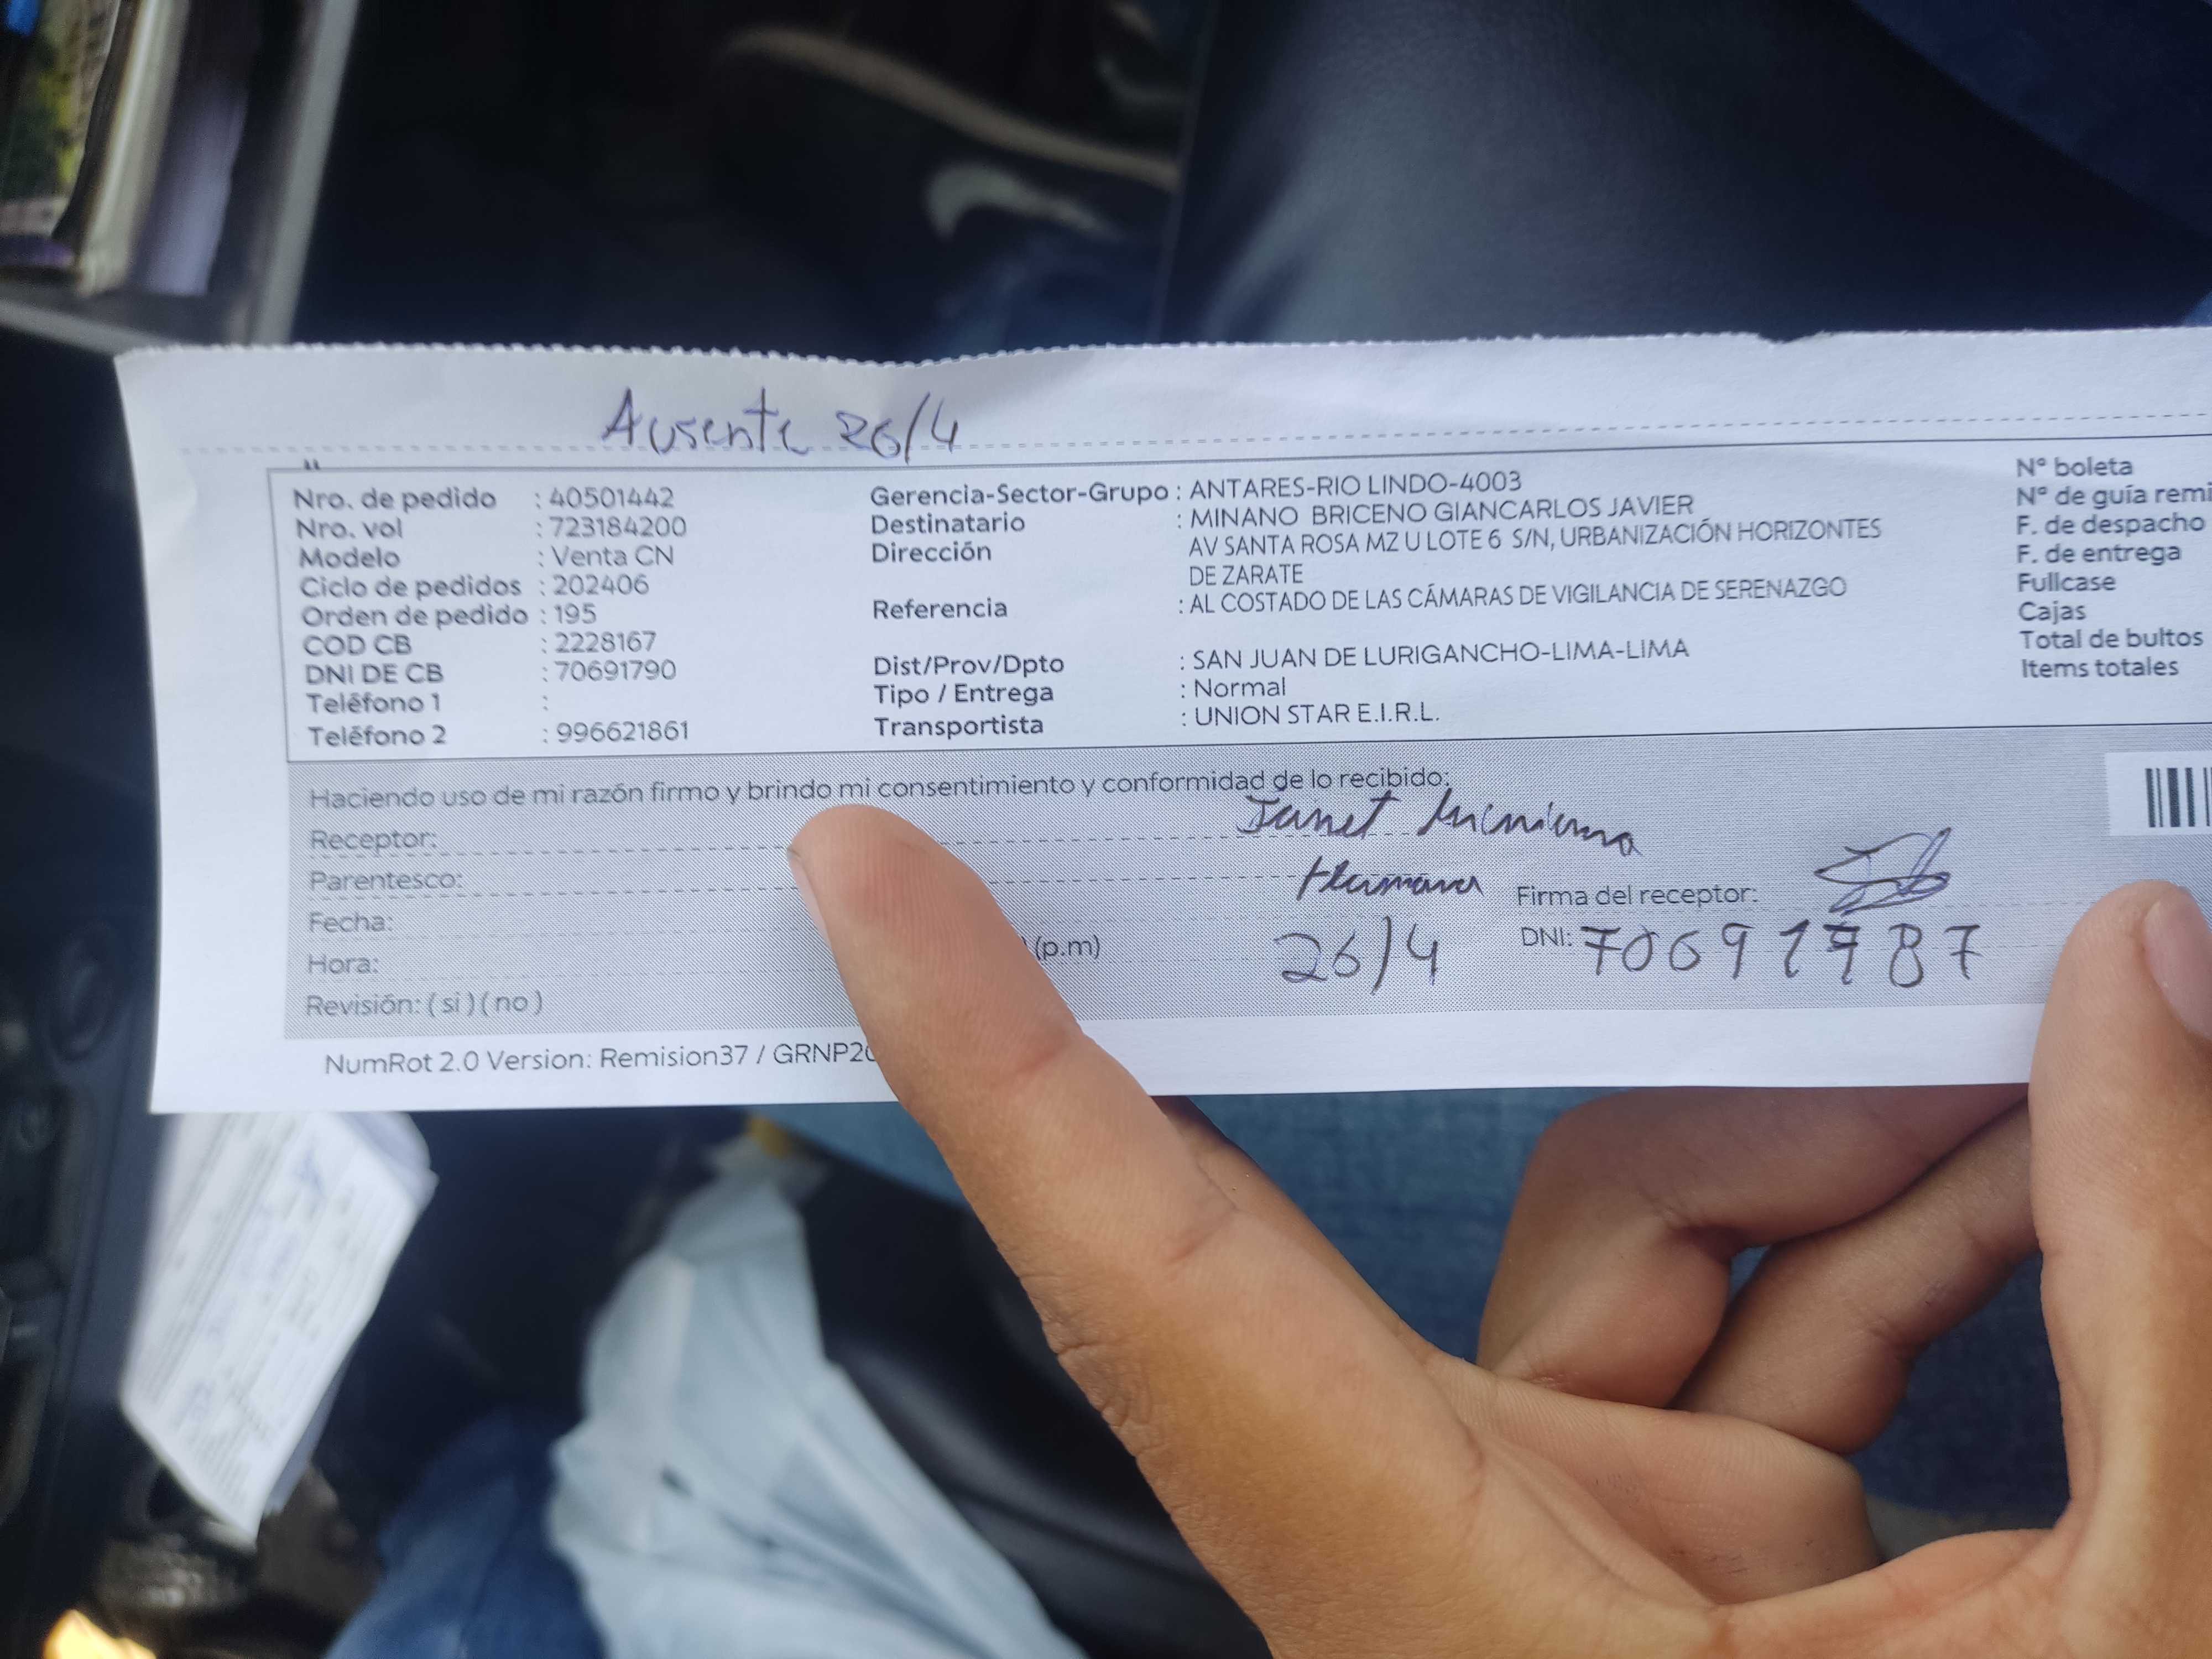 Ausente 26/4
Nro. de pedido : 40501442
Nro. vol : 723184200
Modelo : Venta CN
Ciclo de pedidos : 202406
Orden de pedido : 195
COD CB : 2228167
DNI DE CB : 70691790
Teléfono 1 :
Teléfono 2 : 996621861
Gerencia-Sector-Grupo : ANTARES-RIO LINDO-4003
Destinatario : MINANO BRICENO GIANCARLOS JAVIER
Dirección AV SANTA ROSA MZ U LOTE 6 S/N, URBANIZACIÓN HORIZONTES
DE ZARATE
Referencia : AL COSTADO DE LAS CÁMARAS DE VIGILANCIA DE SERENAZGO
Dist/Prov/Dpto : SAN JUAN DE LURIGANCHO-LIMA-LIMA
Tipo / Entrega : Normal
Transportista : UNION STAR E.I.R.L.
Nº boleta
Nº de guía remi
F. de despacho
F. de entrega
Fullcase
Cajas
Total de bultos
Items totales
Haciendo uso de mi razón firmo y brindo mi consentimiento y conformidad de lo recibido:
Receptor: Janet
Parentesco: Hermana
Firma del receptor:
Fecha: 26/4
DNI: 70691787
Hora: (p.m)
Revisión: ( si ) ( no )
NumRot 2.0 Version: Remision37 / GRNP20